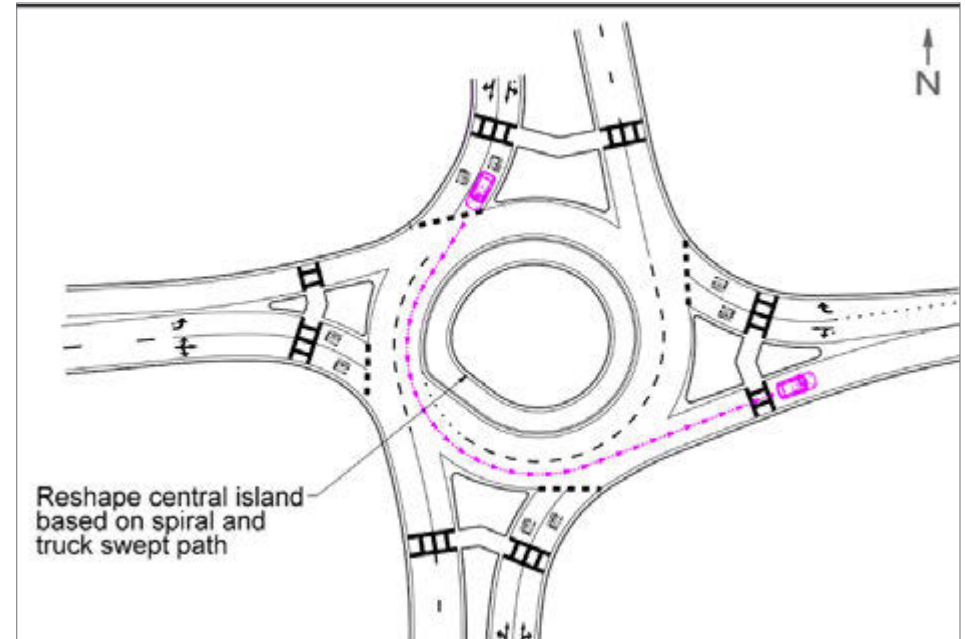 N
Reshape central island
based on spiral and
truck swept path